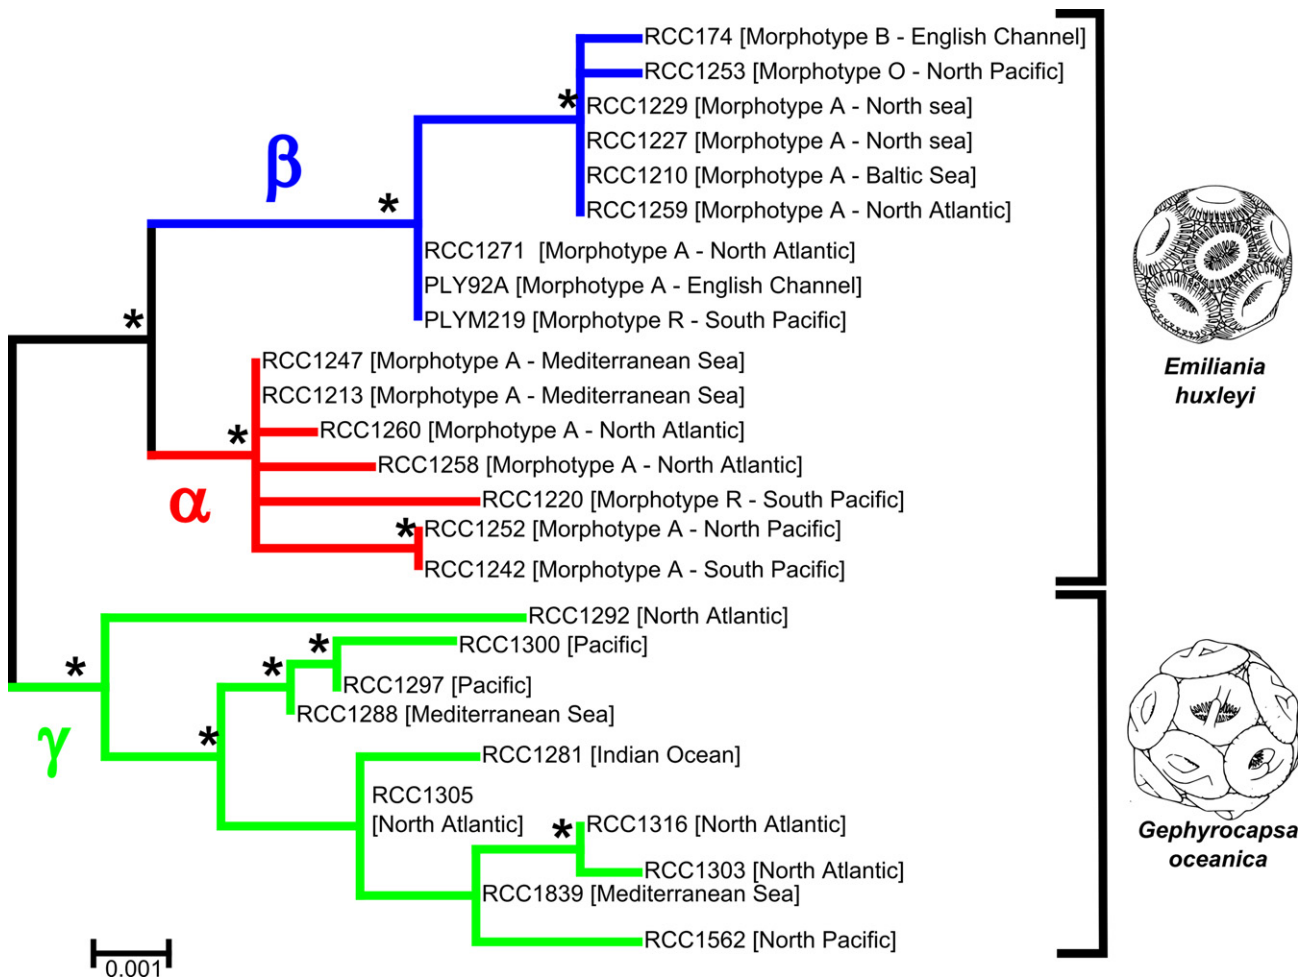 RCC174 [Morphotype B - English Channel]
RCC1253 [Morphotype O - North Pacific]
*
RCC1229 [Morphotype A - North sea]
β
RCC1227 [Morphotype A - North sea]
RCC1210 [Morphotype A - Baltic Sea]
*
RCC1259 [Morphotype A - North Atlantic]
RCC1271 [Morphotype A - North Atlantic]
PLY92A [Morphotype A - English Channel]
*
PLYM219 [Morphotype R - South Pacific]
RCC1247 [Morphotype A - Mediterranean Sea]
Emiliania
huxleyi
RCC1213 [Morphotype A - Mediterranean Sea]
*
RCC1260 [Morphotype A - North Atlantic]
RCC1258 [Morphotype A - North Atlantic]
α
RCC1220 [Morphotype R - South Pacific]
*
RCC1252 [Morphotype A - North Pacific]
RCC1242 [Morphotype A - South Pacific]
RCC1292 [North Atlantic]
*
RCC1300 [Pacific]
*
*
RCC1297 [Pacific]
RCC1288 [Mediterranean Sea]
*
γ
RCC1281 [Indian Ocean]
RCC1305
[North Atlantic]
*
RCC1316 [North Atlantic]
Gephyrocapsa
oceanica
RCC1303 [North Atlantic]
RCC1839 [Mediterranean Sea]
RCC1562 [North Pacific]
0.001